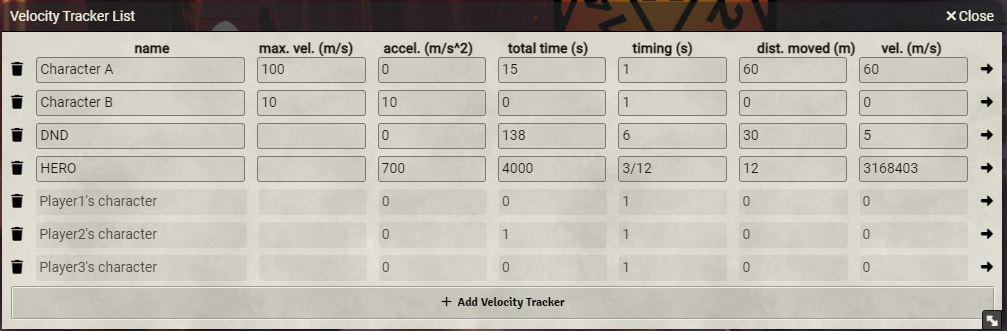 Velocity Tracker List Close
name max. vel. (m/s) accel. (m/s^2) total time (s) timing (s) dist. moved (m) vel. (m/s)
Character A 100 0 15 1 60 60
Character B 10 10 0 1 0 0
DND 0 138 6 30 5
HERO 700 4000 3/12 12 3168403
Player1's character 0 0 1 0 0
Player2's character 0 1 1 0 0
Player3's character 0 0 1 0 0
+ Add Velocity Tracker